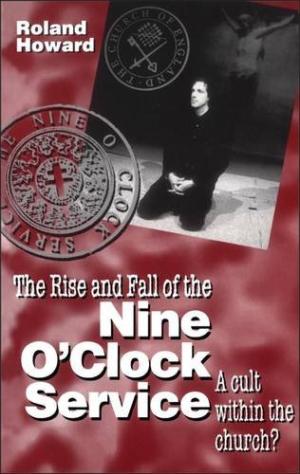 Roland
Howard
THE CHURCH OF ENGLAND
THE NINE O'CLOCK SERVICE
The Rise and Fall of the
Nine
O'Clock
Service
A cult
within the
church?